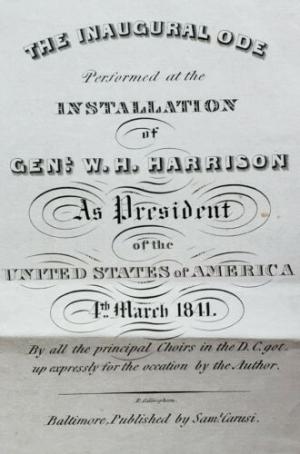 THE INAUGURAL ODE
Performed at the
INSTALLATION
of
GENL. W. H. HARRISON
As President
of the
UNITED STATES of AMERICA
4th March 1841.
By all the principal Choirs in the D.C. got
up expressly for the occation by the Author.
Baltimore, Published by Saml. Carusi.